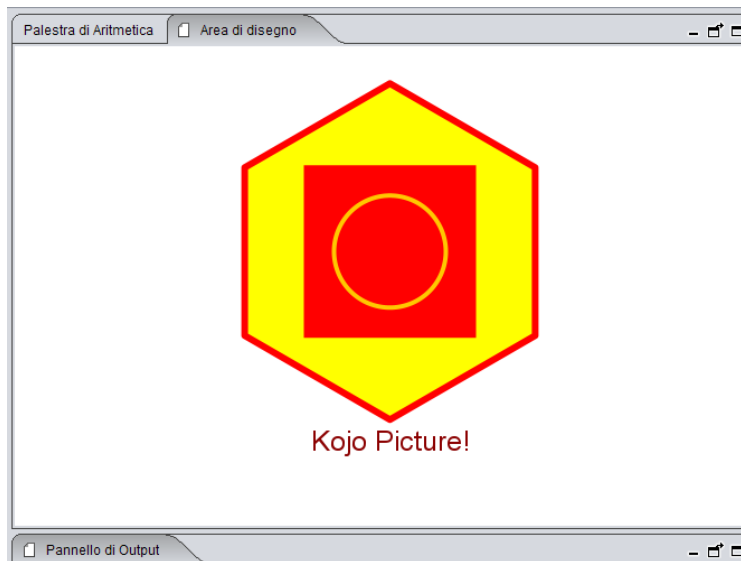 Palestra di Aritmetica
Area di disegno
Kojo Picture!
Pannello di Output